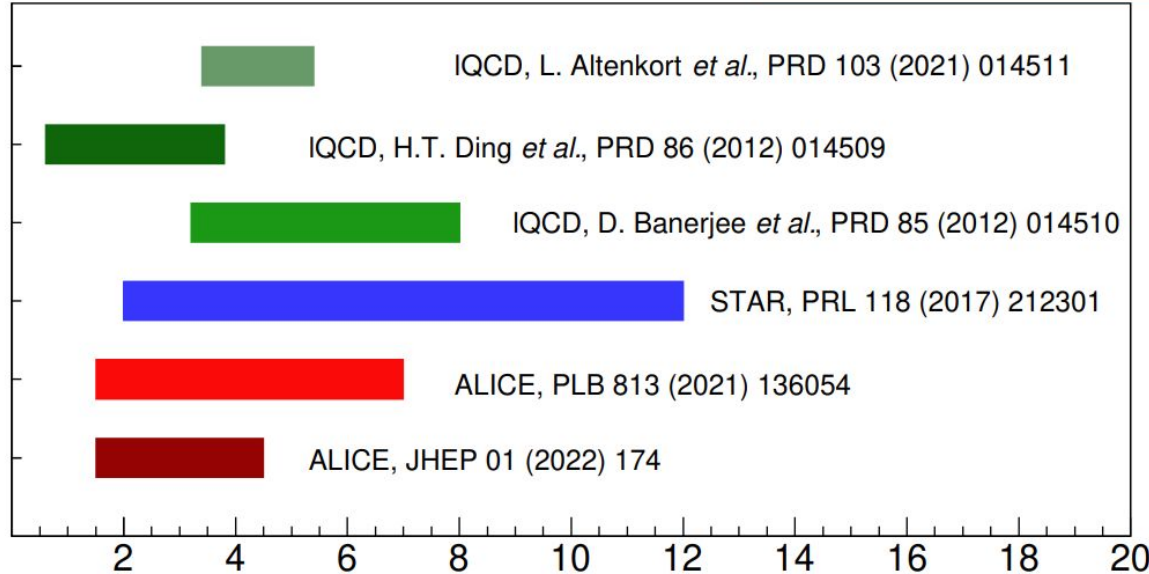 lQCD, L. Altenkort et al., PRD 103 (2021) 014511
lQCD, H.T. Ding et al., PRD 86 (2012) 014509
lQCD, D. Banerjee et al., PRD 85 (2012) 014510
STAR, PRL 118 (2017) 212301
ALICE, PLB 813 (2021) 136054
ALICE, JHEP 01 (2022) 174
2 4 6 8 10 12 14 16 18 20